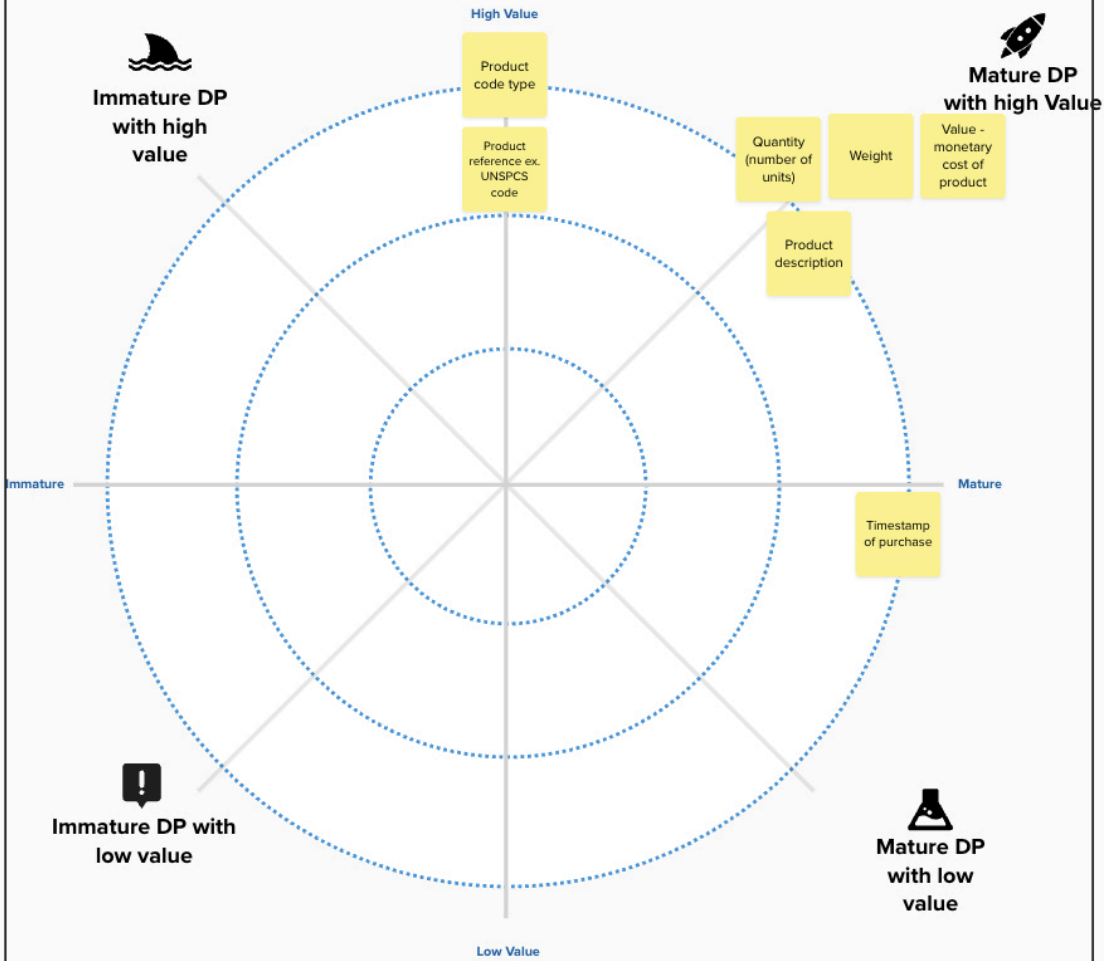 High Value
Immature DP
with high
value
Product
code type
Mature DP
with high Value
Product
reference ex.
UNSPCS
code
Quantity
(number of
units)
Weight
Value -
monetary
cost of
product
Product
description
Immature
Mature
Timestamp
of purchase
Immature DP with
low value
Mature DP
with low
value
Low Value